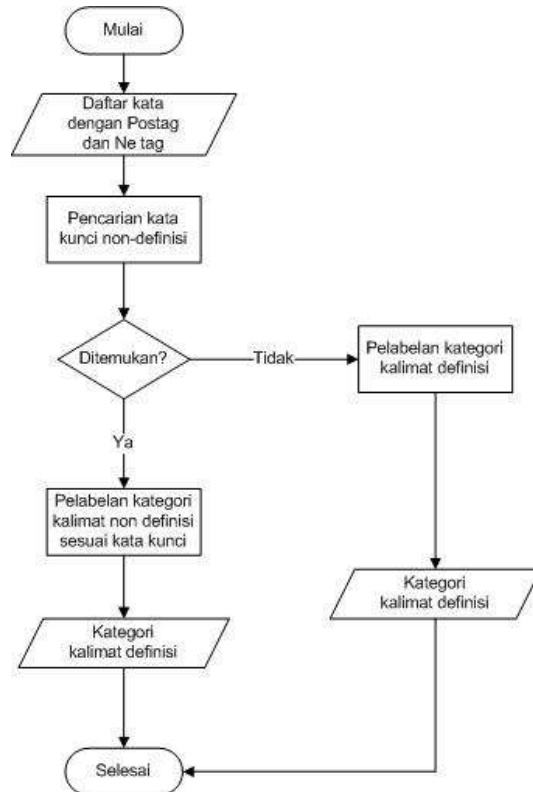 Mulai
Daftar kata
dengan Postag
dan Ne tag
Pencarian kata
kunci non-definisi
Ditemukan?
Tidak
Pelabelan kategori
kalimat definisi
Ya
Pelabelan kategori
kalimat non definisi
sesuai kata kunci
Kategori
kalimat definisi
Kategori
kalimat definisi
Selesai